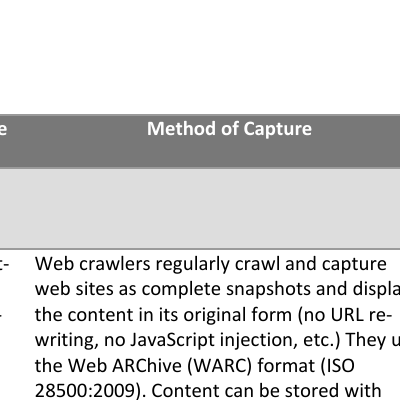 e Method of Capture
t- Web crawlers regularly crawl and capture
web sites as complete snapshots and displa
- the content in its original form (no URL re-
writing, no JavaScript injection, etc.) They u
the Web ARChive (WARC) format (ISO
28500:2009). Content can be stored with